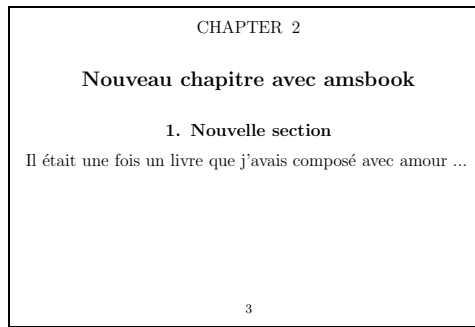 CHAPTER 2
Nouveau chapitre avec amsbook
1. Nouvelle section
Il était une fois un livre que j'avais composé avec amour ...
3